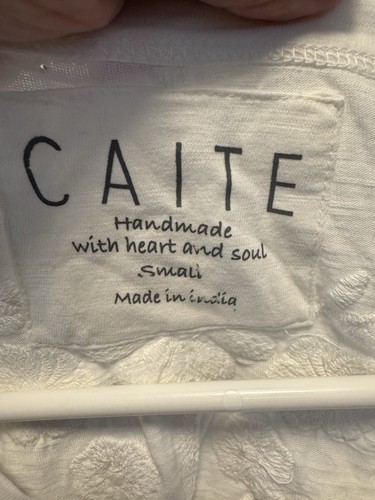 CAITE
Handmade
with heart and soul
Small
Made in india